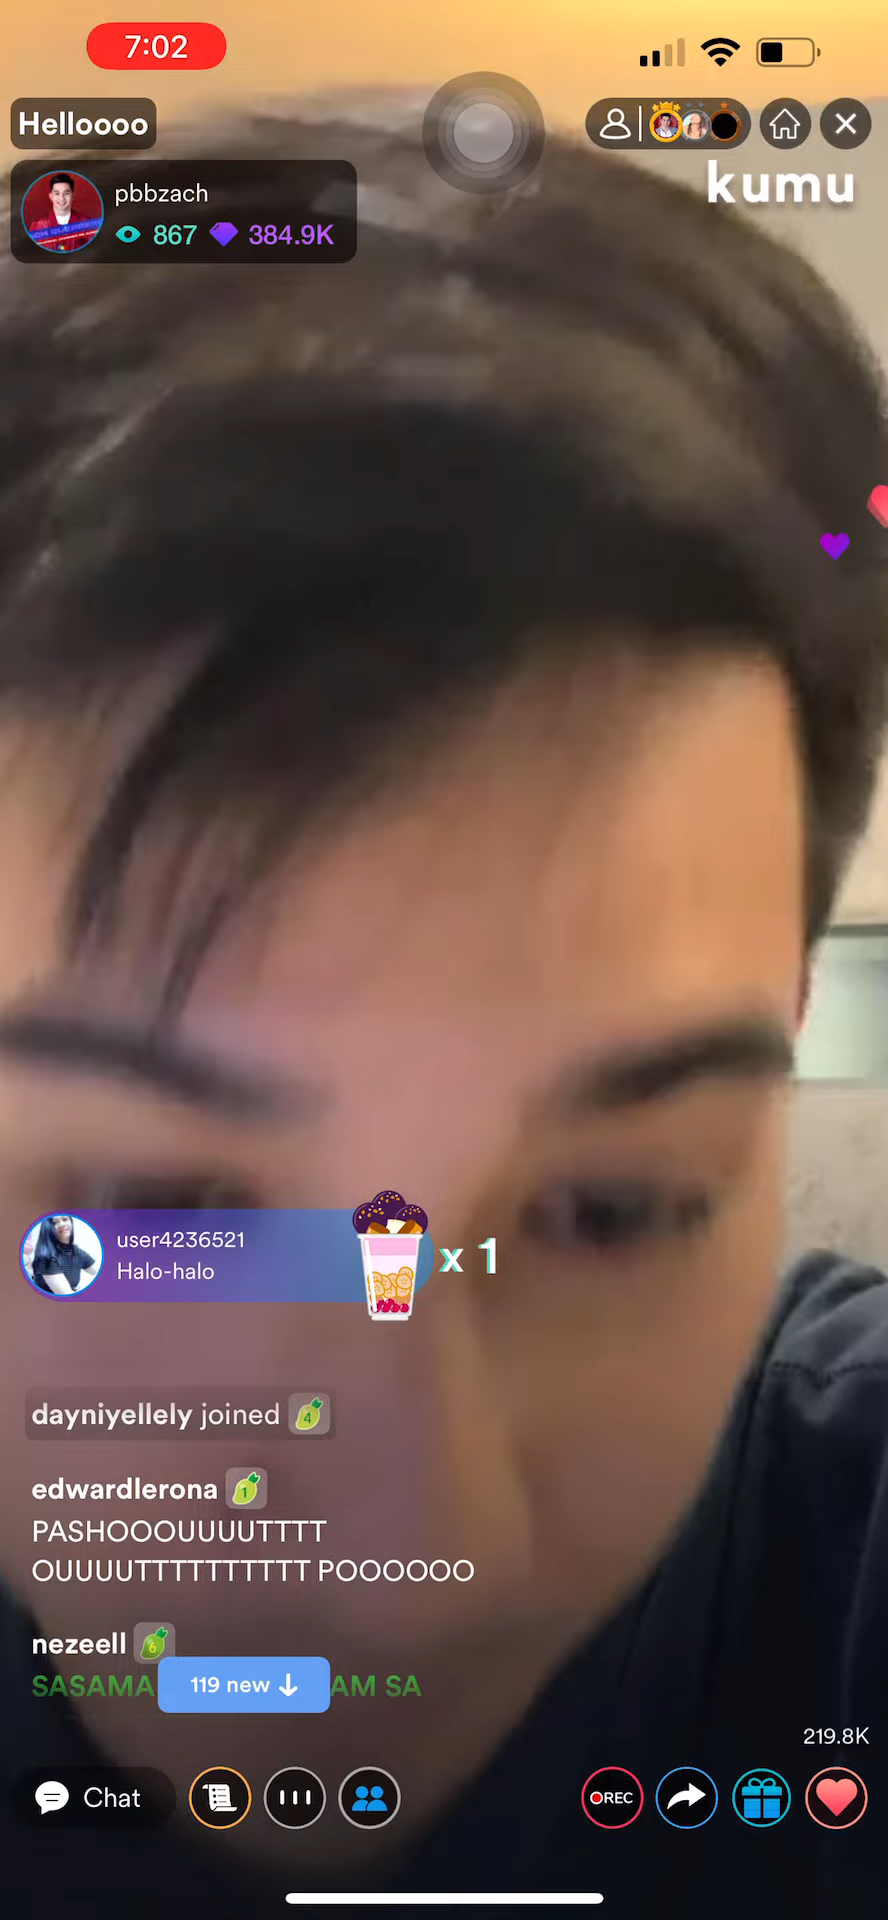 7:02
Helloooo
kumu
pbbzach
867 384.9K
user4236521
Halo-halo
x 1
dayniyellely joined 4
edwardlerona 1
PASHOOOUUUUTTTT
OUUUUTTTTTTTTTT POOOOOO
nezeell 6
SASAMA AM SA
119 new
219.8K
Chat
REC